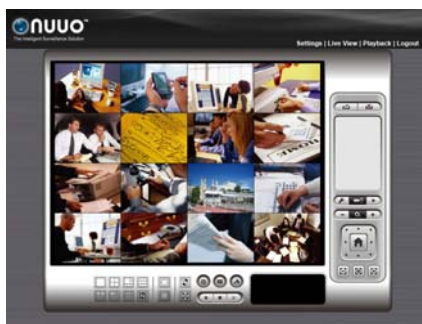 NUUO
The Intelligent Surveillance Solution
Settings | Live View | Playback | Logout